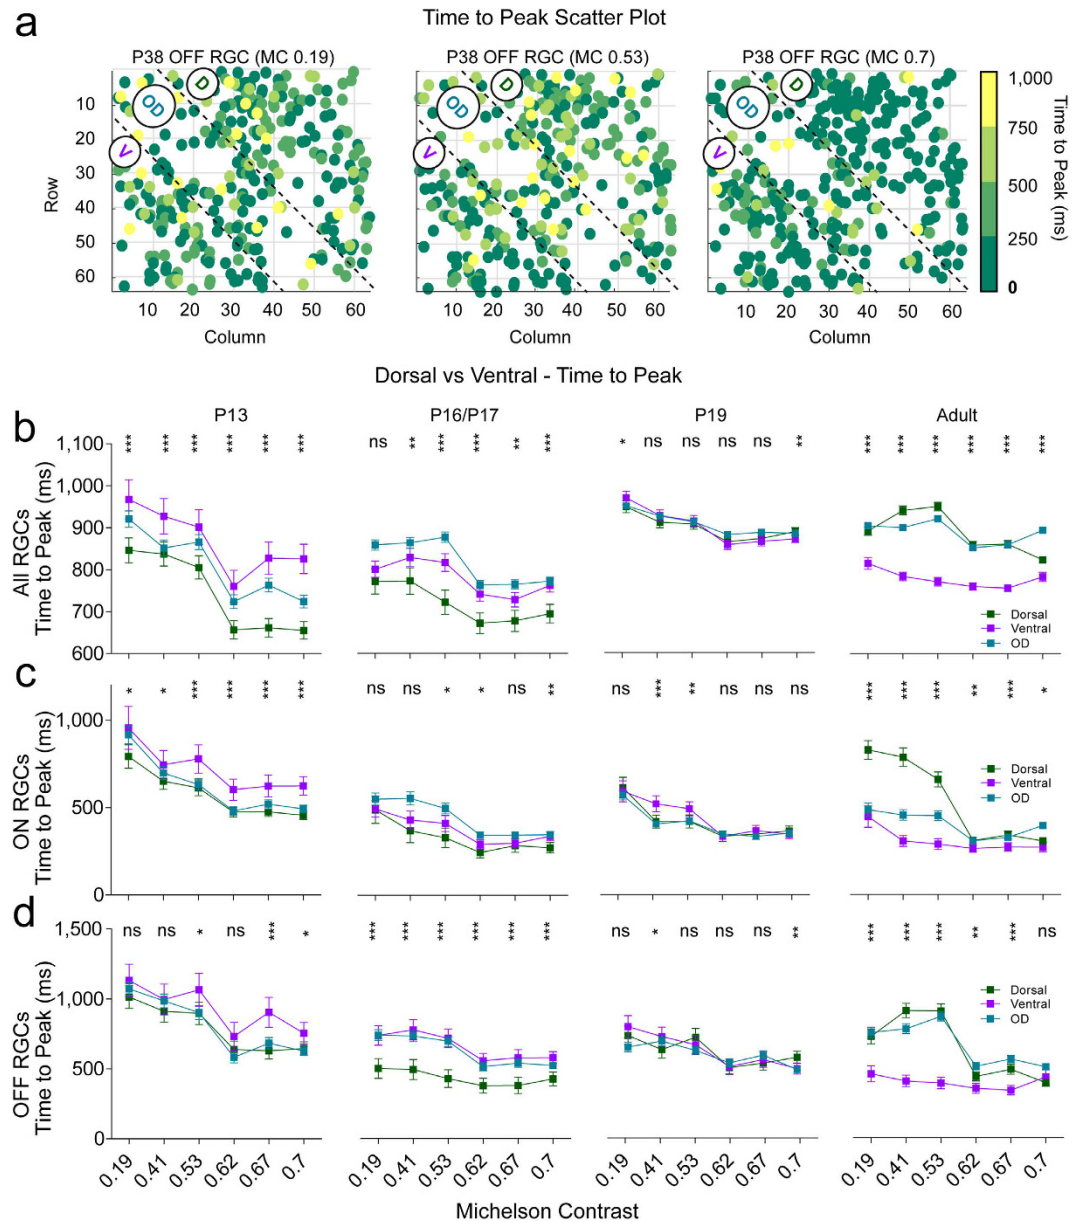 a
Time to Peak Scatter Plot
P38 OFF RGC (MC 0.19)
P38 OFF RGC (MC 0.53)
P38 OFF RGC (MC 0.7)
D
OD
V
D
OD
V
D
OD
V
10
20
30
40
50
60
Row
10 20 30 40 50 60
Column
10 20 30 40 50 60
Column
10 20 30 40 50 60
Column
1,000
750
500
250
0
Time to Peak (ms)
Dorsal vs Ventral - Time to Peak
P13
P16/P17
P19
Adult
b
All RGCs
Time to Peak (ms)
1,100
1,000
900
800
700
600
*** *** *** *** *** ***
ns ** *** *** ** ***
* ns ns ns ns **
*** *** *** *** *** ***
Dorsal
Ventral
OD
c
ON RGCs
Time to Peak (ms)
1,000
500
0
* * *** *** *** ***
ns ns * * ns **
ns *** ** ns ns ns
*** *** *** ** *** *
Dorsal
Ventral
OD
d
OFF RGCs
Time to Peak (ms)
1,500
1,000
500
0
ns ns * ns *** *
*** *** *** *** *** ***
ns * ns ns ns **
*** *** *** ** *** ns
Dorsal
Ventral
OD
0.19 0.41 0.53 0.62 0.67 0.7
0.19 0.41 0.53 0.62 0.67 0.7
0.19 0.41 0.53 0.62 0.67 0.7
0.19 0.41 0.53 0.62 0.67 0.7
Michelson Contrast